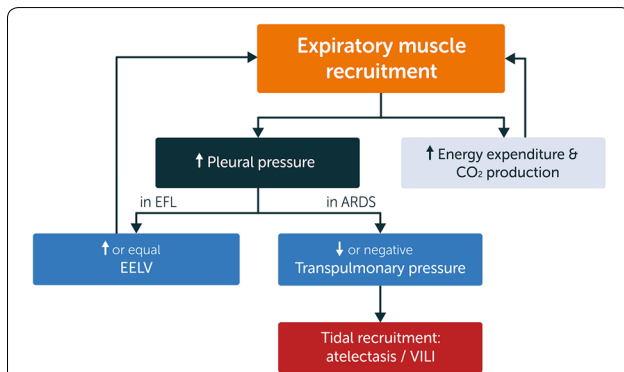 Expiratory muscle
recruitment
↑ Pleural pressure
↑ Energy expenditure &
CO₂ production
in EFL
in ARDS
↑ or equal
EELV
↓ or negative
Transpulmonary pressure
Tidal recruitment:
atelectasis / VILI